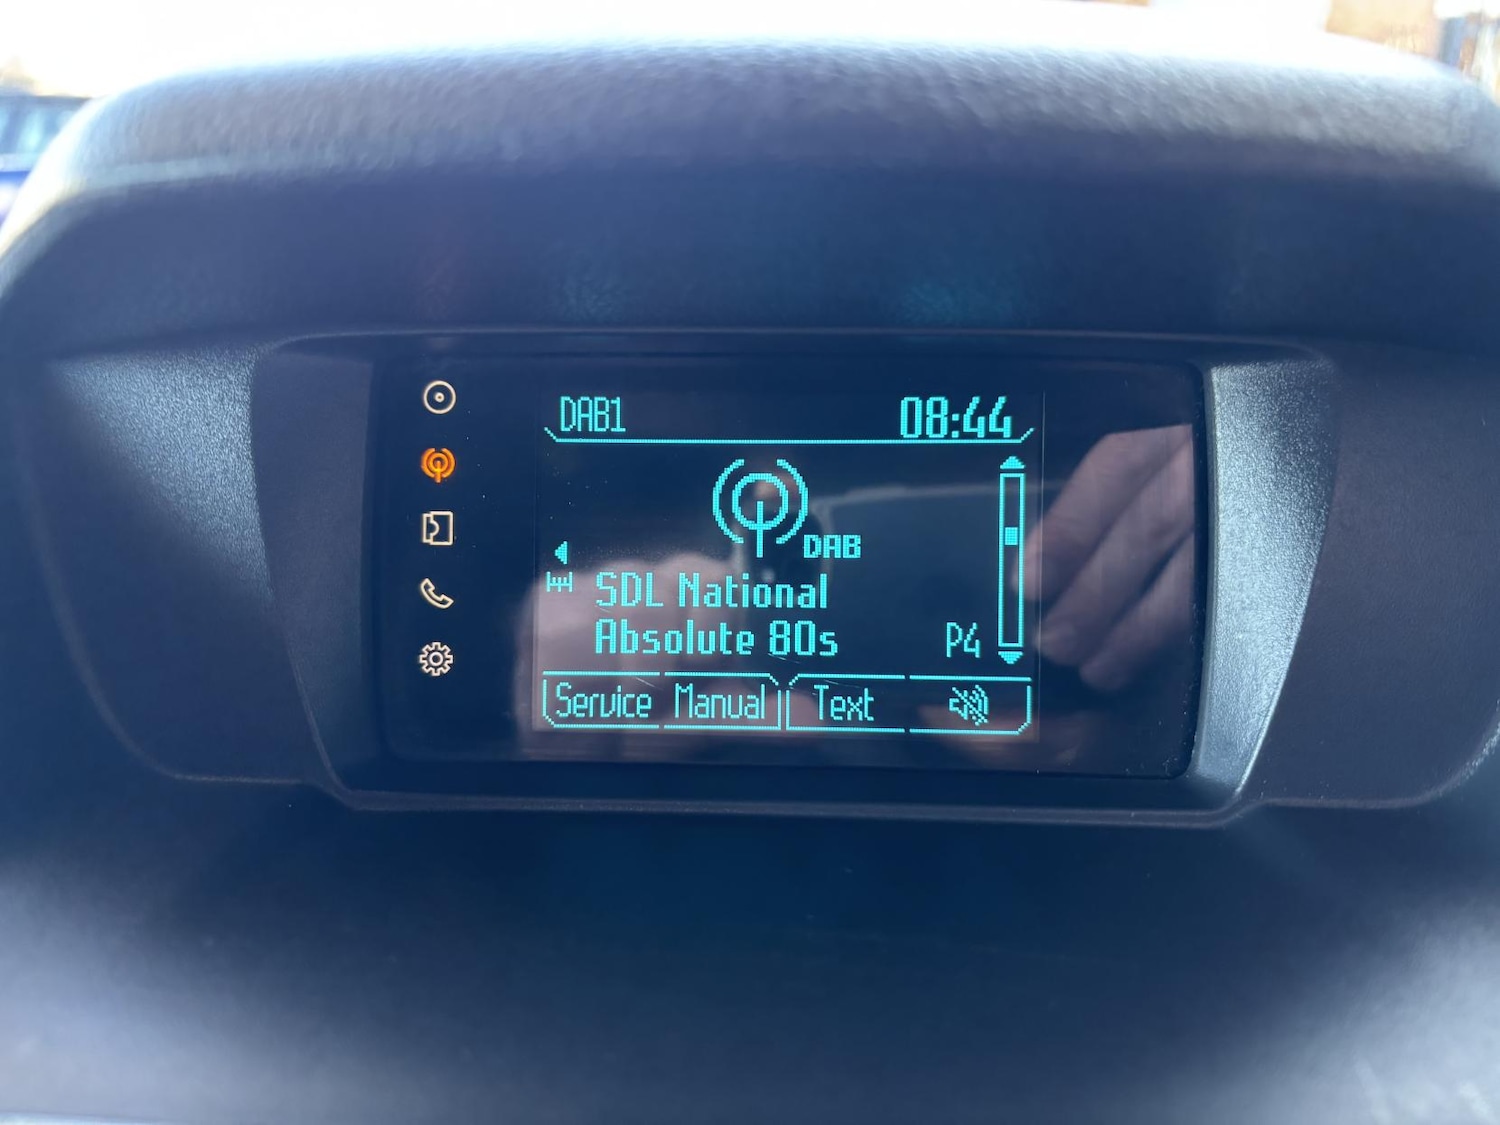 DAB1 08:44
DAB
SDL National
Absolute 80s P4
Service Manual Text